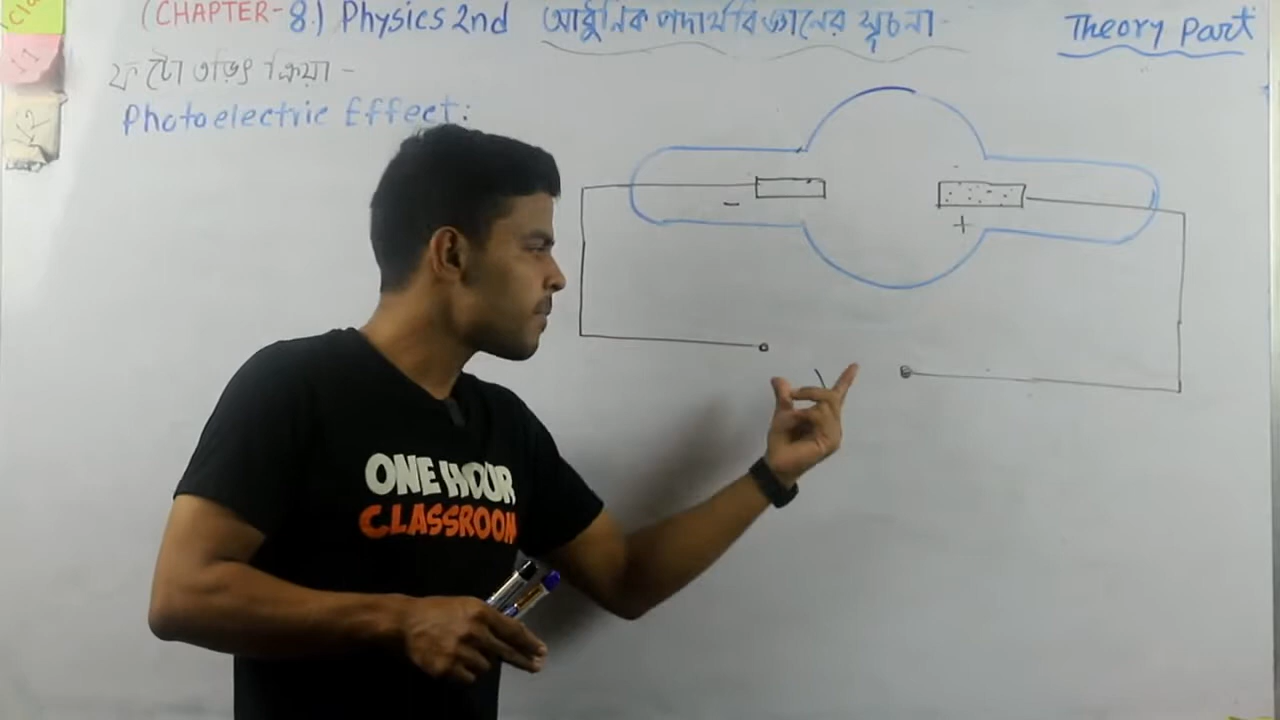 (CHAPTER-8.) Physics 2nd আধুনিক পদার্থবিজ্ঞানের সূচনা- Theory Part
ফটো তড়িৎ ক্রিয়া -
Photoelectric Effect:
-
+
ONE HOUR
CLASSROOM